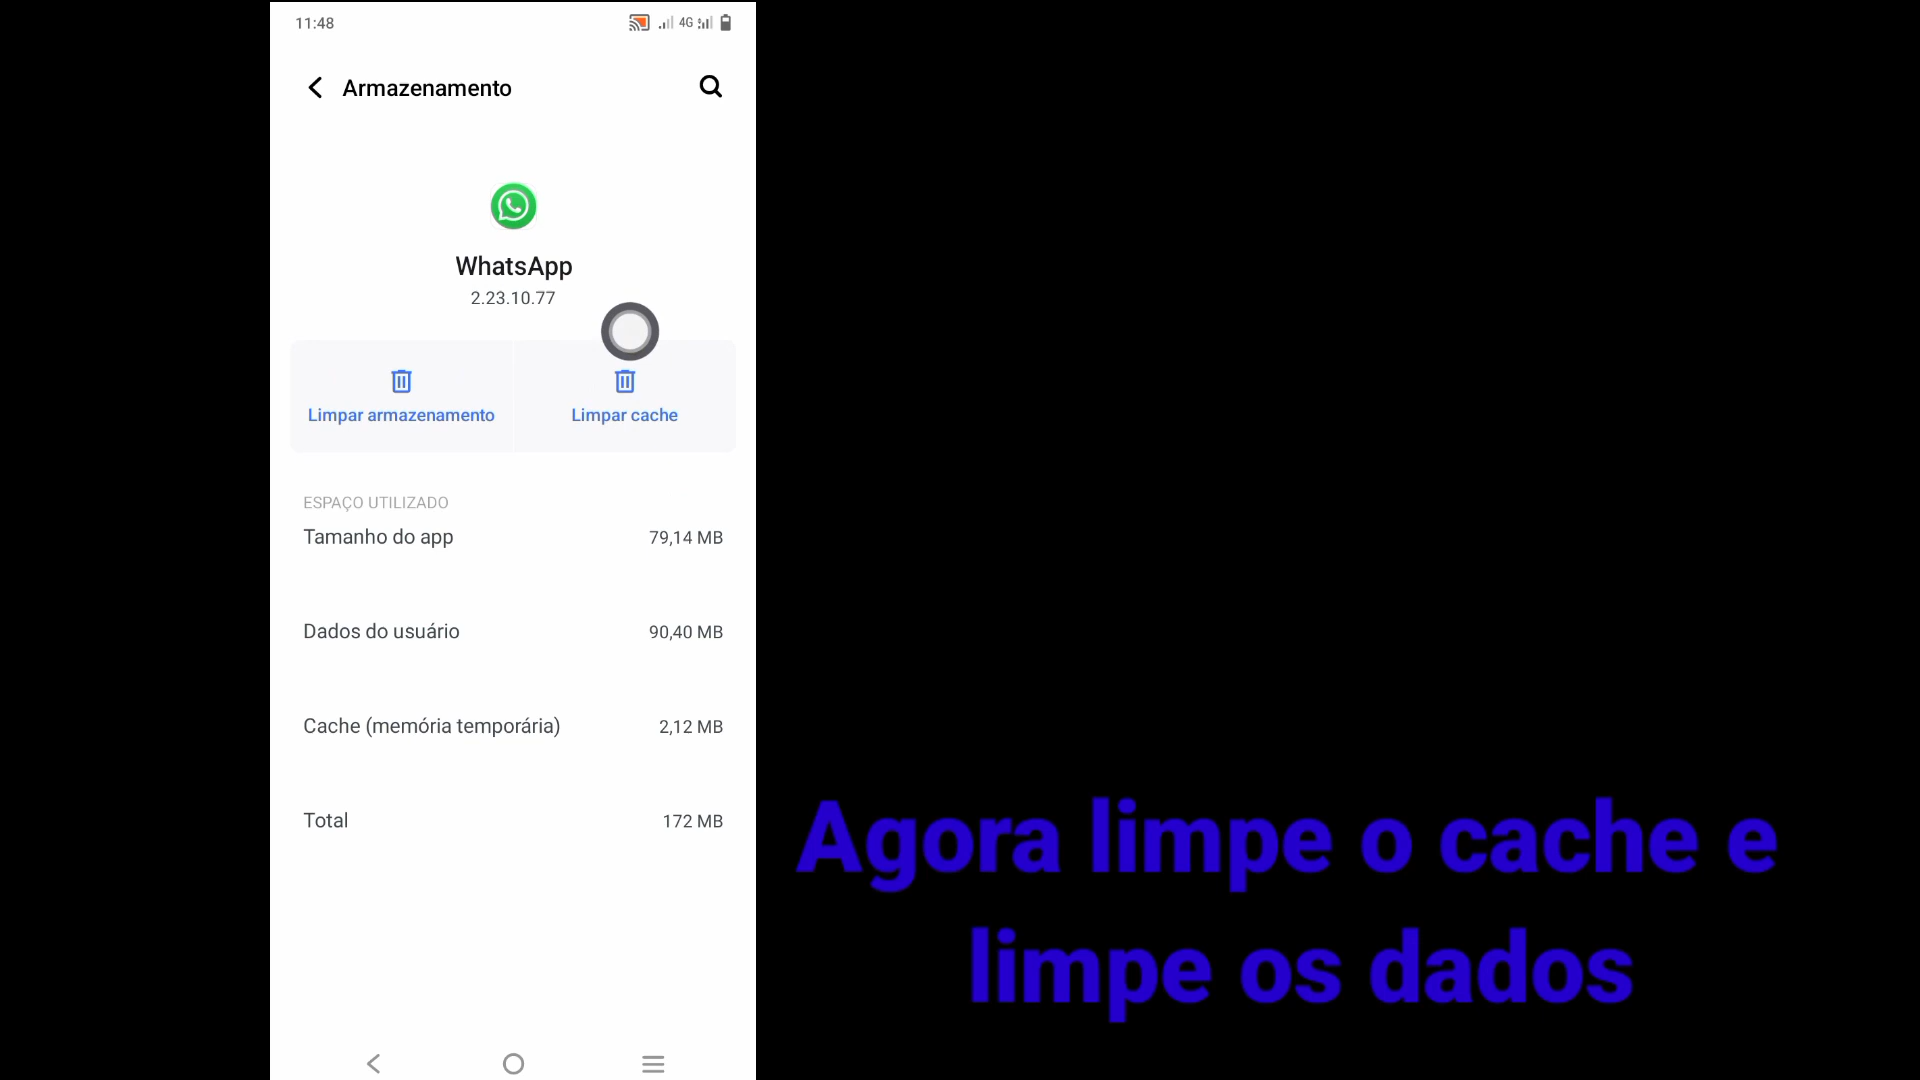 11:48
4G
Armazenamento
WhatsApp
2.23.10.77
Limpar armazenamento
Limpar cache
ESPAÇO UTILIZADO
Tamanho do app 79,14 MB
Dados do usuário 90,40 MB
Cache (memória temporária) 2,12 MB
Total 172 MB
Agora limpe o cache e
limpe os dados